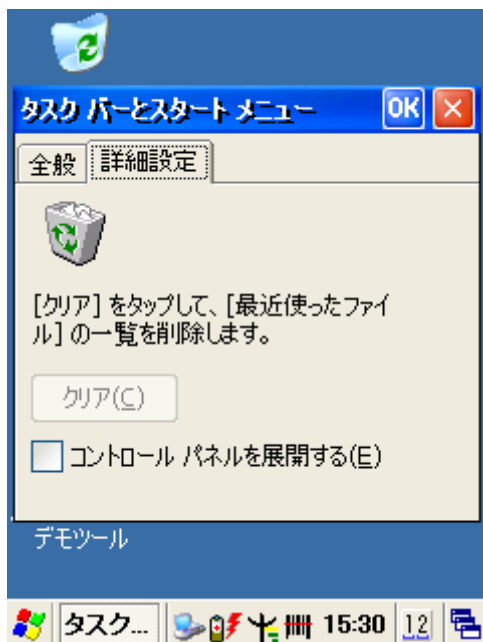 タスク バーとスタート メニュー OK
全般 詳細設定
[クリア] をタップして、[最近使ったファイ
ル] の一覧を削除します。
クリア(C)
コントロール パネルを展開する(E)
デモツール
タスク... 15:30 12